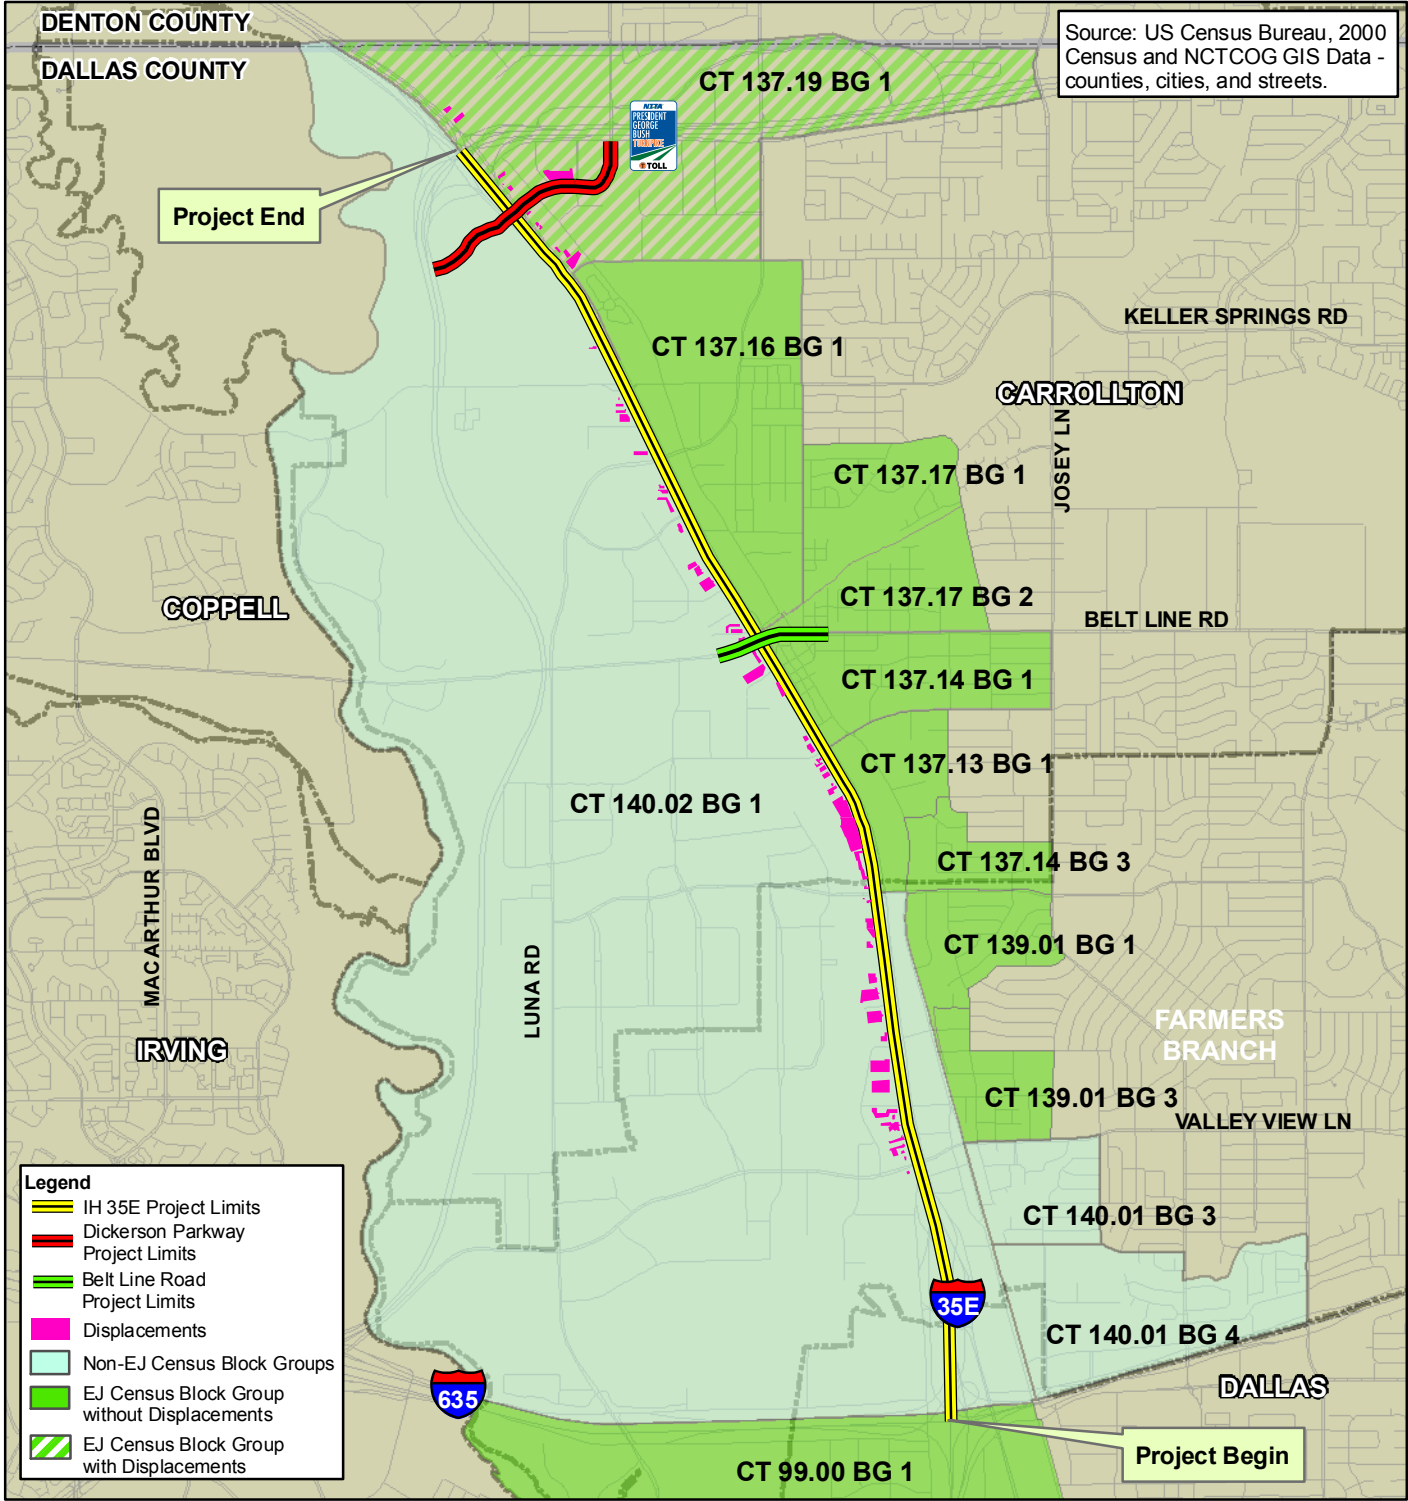 DENTON COUNTY
DALLAS COUNTY
Source: US Census Bureau, 2000
Census and NCTCOG GIS Data -
counties, cities, and streets.
CT 137.19 BG 1
NTTA
PRESIDENT
GEORGE
BUSH
TURNPIKE
TOLL
Project End
KELLER SPRINGS RD
CT 137.16 BG 1
CARROLLTON
JOSEY LN
CT 137.17 BG 1
CT 137.17 BG 2
COPPELL
BELT LINE RD
CT 137.14 BG 1
CT 137.13 BG 1
CT 140.02 BG 1
MACARTHUR BLVD
CT 137.14 BG 3
LUNA RD
CT 139.01 BG 1
FARMERS
BRANCH
IRVING
CT 139.01 BG 3
VALLEY VIEW LN
CT 140.01 BG 3
35E
CT 140.01 BG 4
DALLAS
635
Project Begin
CT 99.00 BG 1
Legend
IH 35E Project Limits
Dickerson Parkway
Project Limits
Belt Line Road
Project Limits
Displacements
Non-EJ Census Block Groups
EJ Census Block Group
without Displacements
EJ Census Block Group
with Displacements